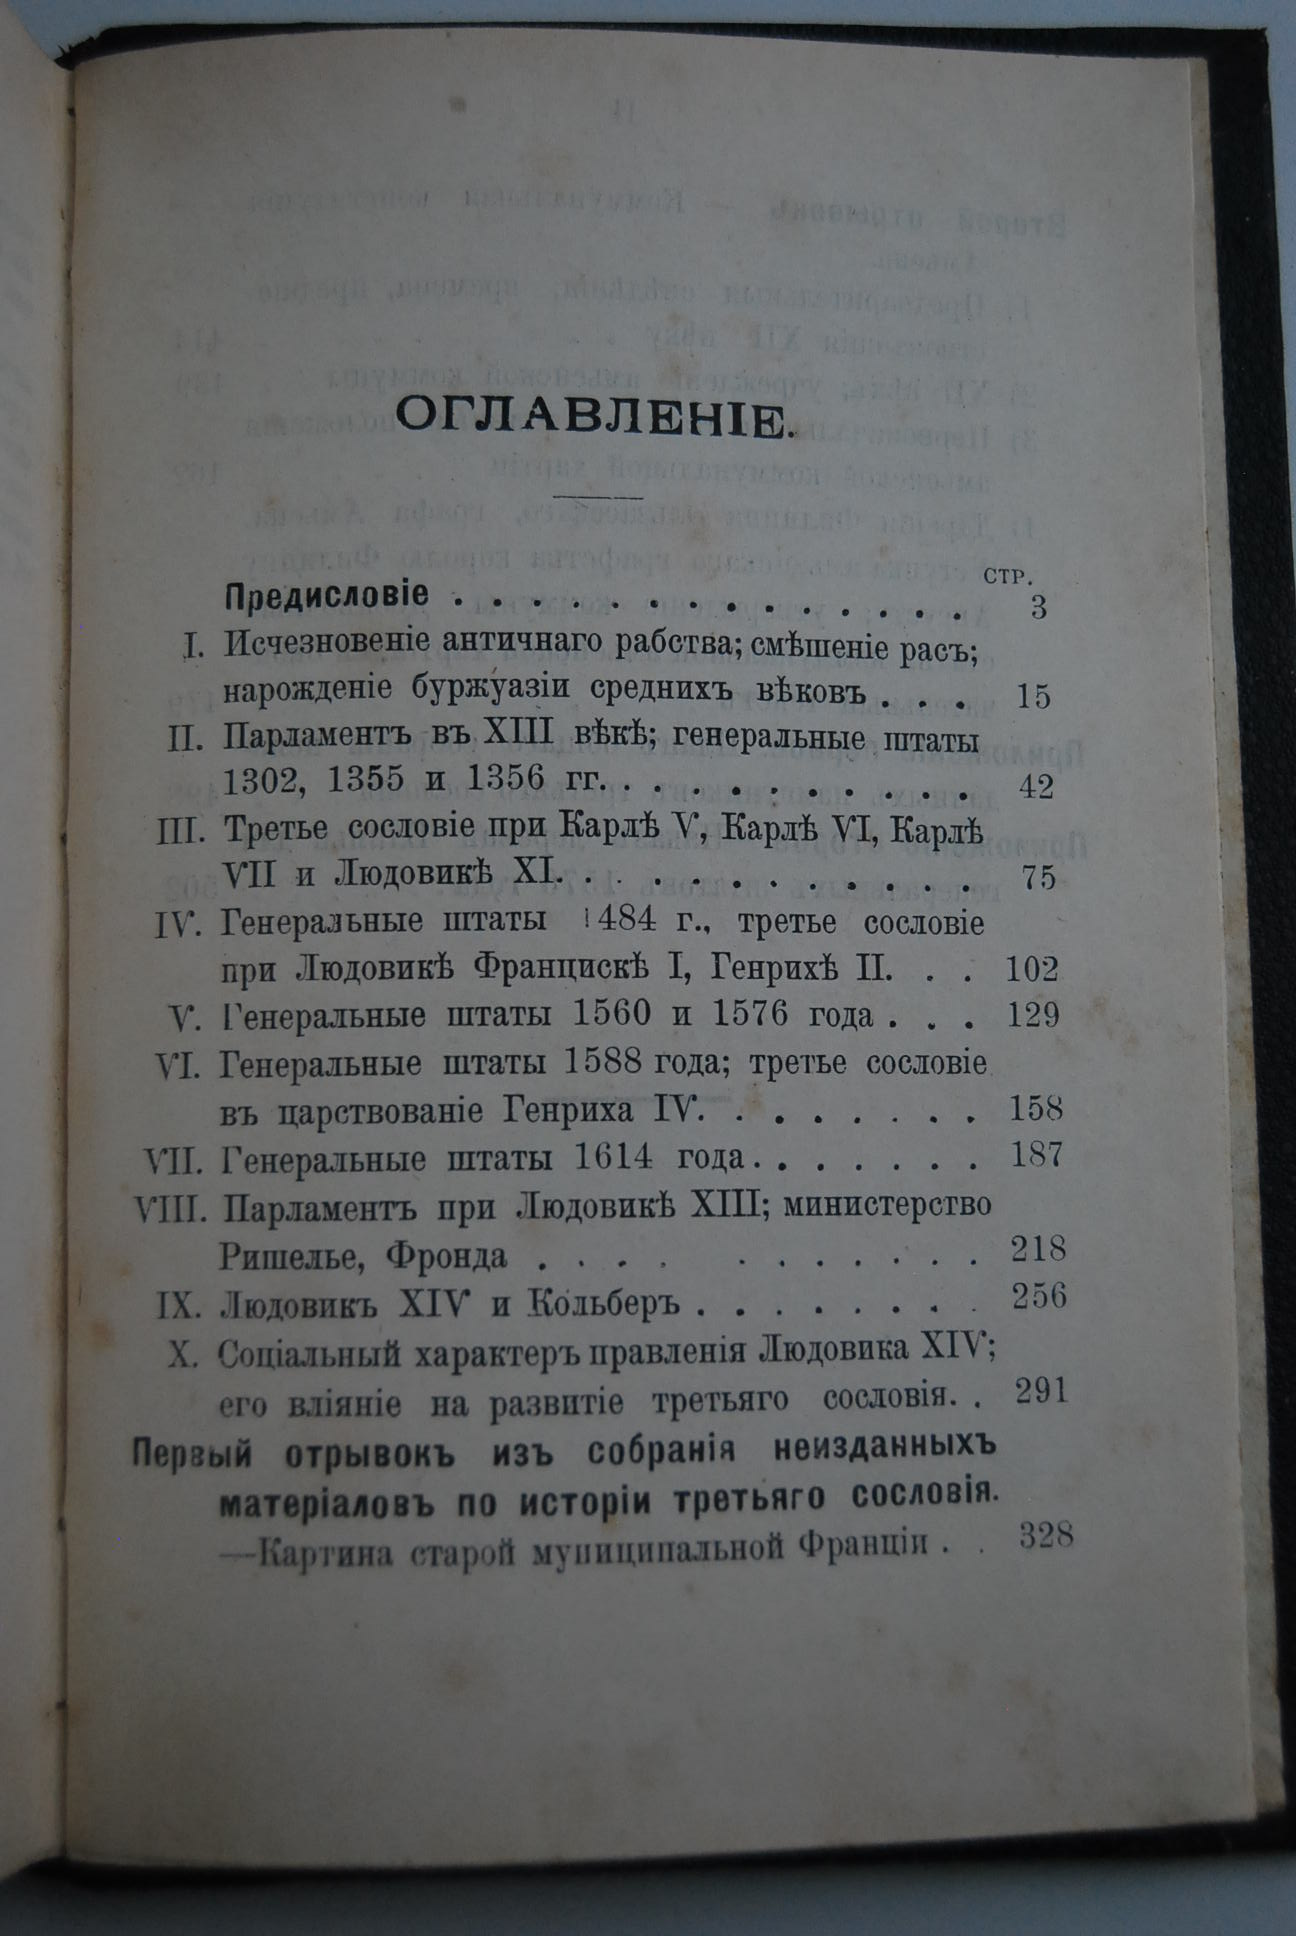 ОГЛАВЛЕНІЕ.
СТР.
Предисловіе . . . . . . . . . . . . . . 3
I. Исчезновеніе античнаго рабства; смѣшеніе расъ;
нарожденіе буржуазіи среднихъ вѣковъ . . . 15
II. Парламентъ въ XIII вѣкѣ; генеральные штаты
1302, 1355 и 1356 гг. . . . . . . . . . . 42
III. Третье сословіе при Карлѣ V, Карлѣ VI, Карлѣ
VII и Людовикѣ XI. . . . . . . . . . . . 75
IV. Генеральные штаты 1484 г., третье сословіе
при Людовикѣ Францискѣ I, Генрихѣ II. . . 102
V. Генеральные штаты 1560 и 1576 года . . . 129
VI. Генеральные штаты 1588 года; третье сословіе
въ царствованіе Генриха IV. . . . . . . . 158
VII. Генеральные штаты 1614 года . . . . . . . 187
VIII. Парламентъ при Людовикѣ XIII; министерство
Ришелье, Фронда . . . . . . . . . . . 218
IX. Людовикъ XIV и Кольберъ . . . . . . . . 256
X. Соціальный характеръ правленія Людовика XIV;
его вліяніе на развитіе третьяго сословія. . 291
Первый отрывокъ изъ собранія неизданныхъ
матеріаловъ по исторіи третьяго сословія.
—Картина старой муниципальной Франціи . . 328